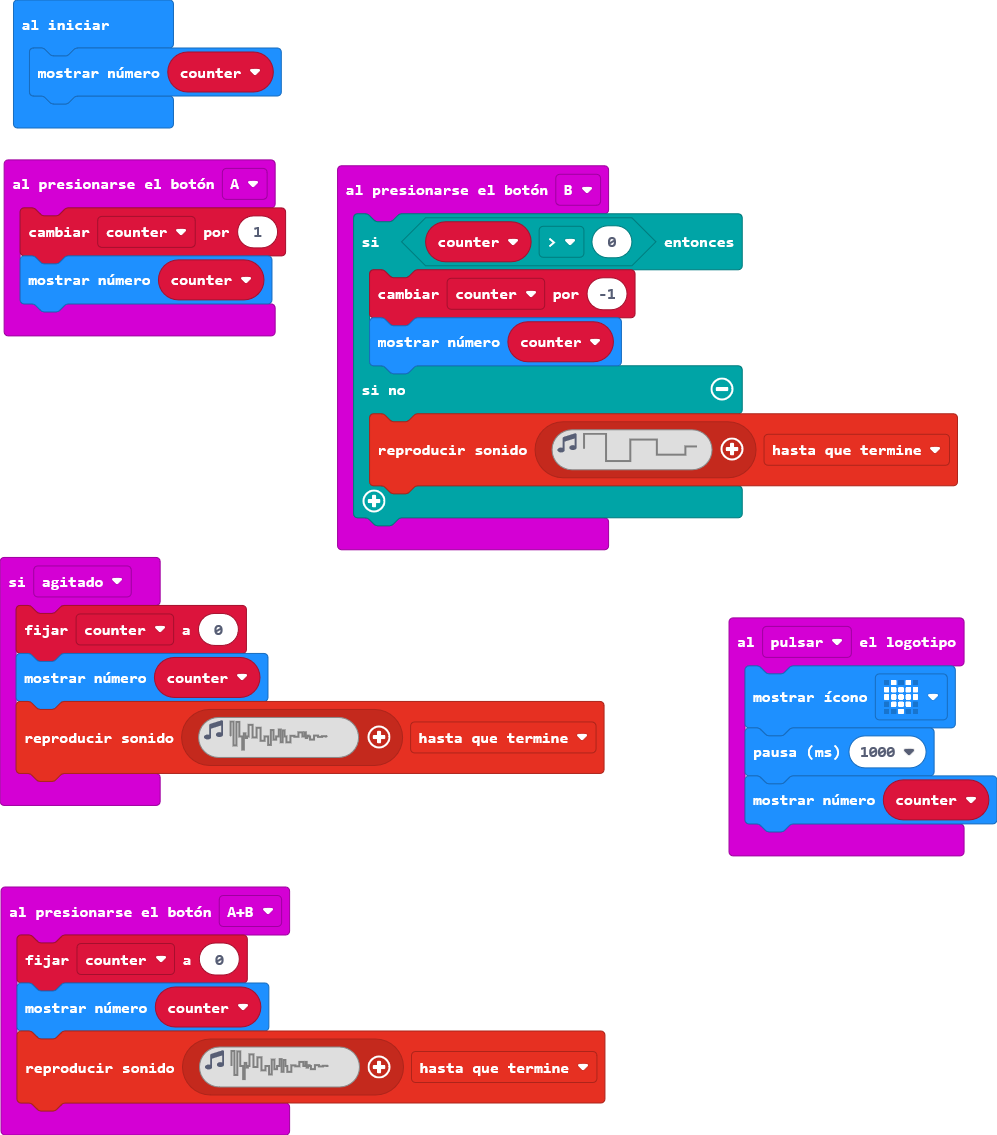 al iniciar
mostrar número counter
al presionarse el botón A
cambiar counter por 1
mostrar número counter
al presionarse el botón B
si counter > 0 entonces
cambiar counter por -1
mostrar número counter
si no
reproducir sonido hasta que termine
si agitado
fijar counter a 0
mostrar número counter
reproducir sonido hasta que termine
al pulsar el logotipo
mostrar ícono
pausa (ms) 1000
mostrar número counter
al presionarse el botón A+B
fijar counter a 0
mostrar número counter
reproducir sonido hasta que termine